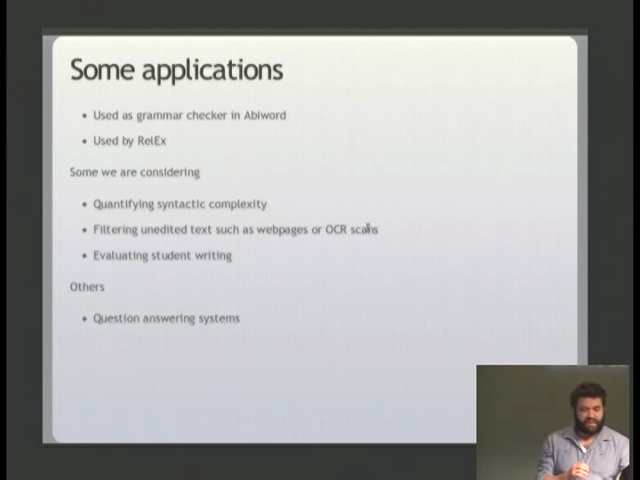 Some applications
• Used as grammar checker in Abiword
• Used by RelEx
Some we are considering
• Quantifying syntactic complexity
• Filtering unedited text such as webpages or OCR scans
• Evaluating student writing
Others
• Question answering systems